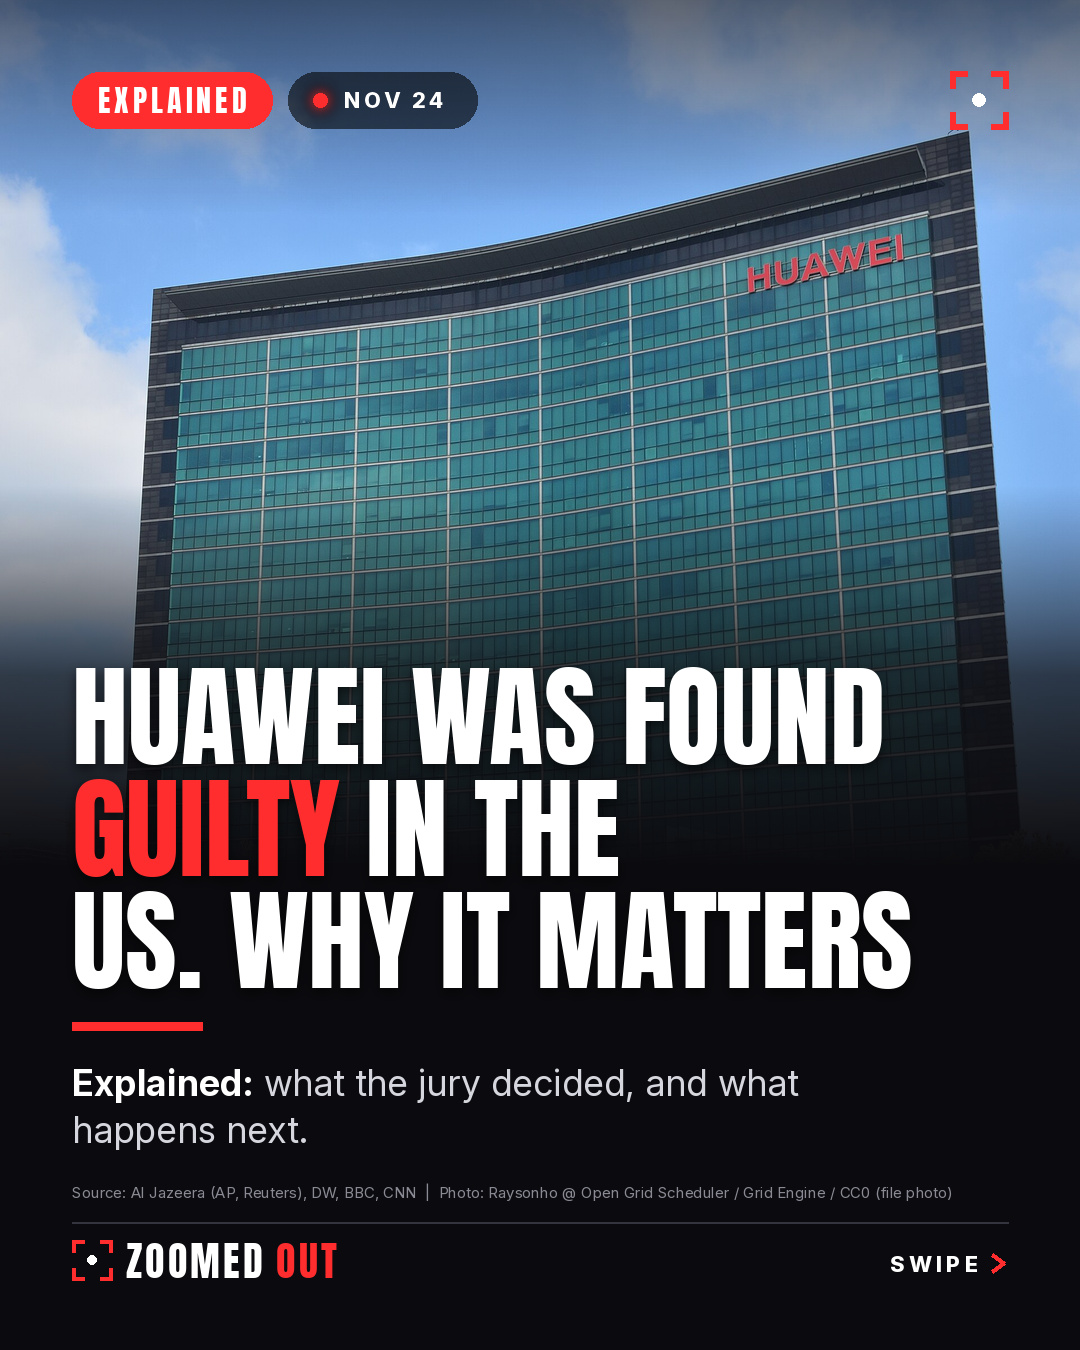 EXPLAINED
NOV 24
HUAWEI
HUAWEI WAS FOUND
GUILTY IN THE
US. WHY IT MATTERS
Explained: what the jury decided, and what
happens next.
Source: Al Jazeera (AP, Reuters), DW, BBC, CNN | Photo: Raysonho @ Open Grid Scheduler / Grid Engine / CC0 (file photo)
ZOOMED OUT
SWIPE